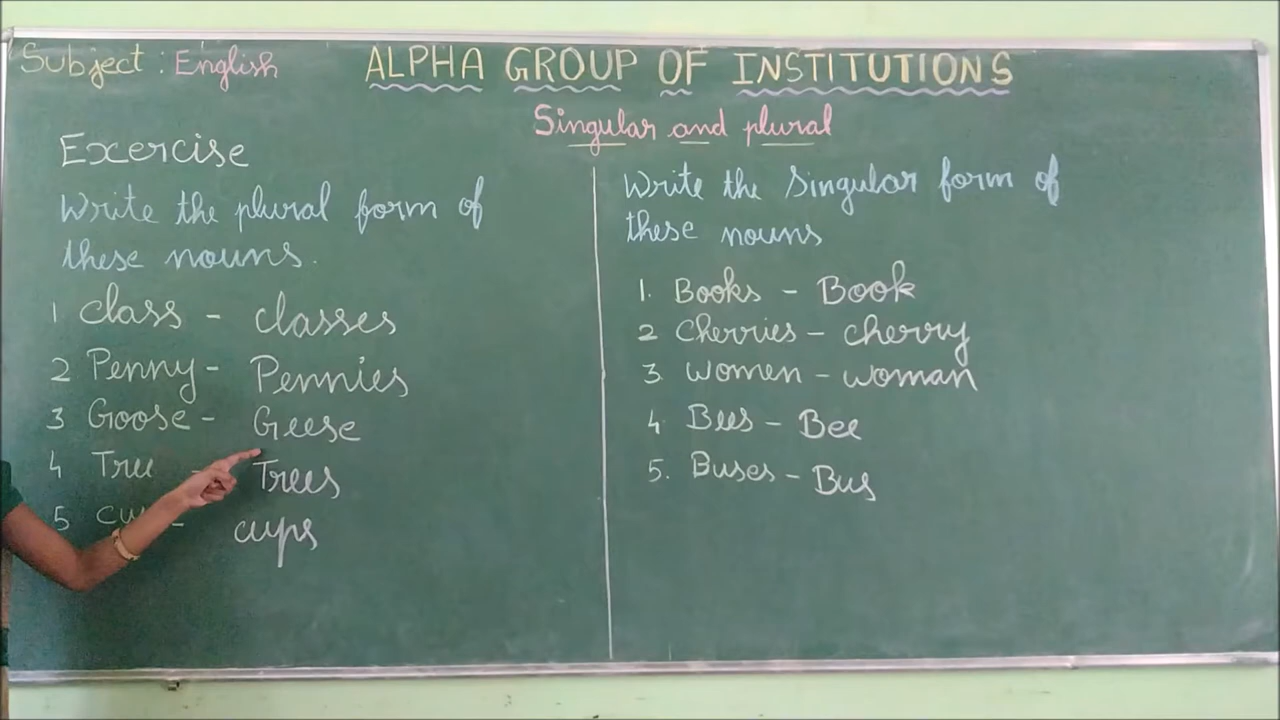 Subject : English
ALPHA GROUP OF INSTITUTIONS
Singular and plural
Exercise
Write the plural form of
these nouns.
1 Class - classes
2 Penny - Pennies
3 Goose - Geese
4 Tree - Trees
5 - cups
Write the Singular form of
these nouns
1. Books - Book
2 Cherries - cherry
3. Women - woman
4. Bees - Bee
5. Buses - Bus